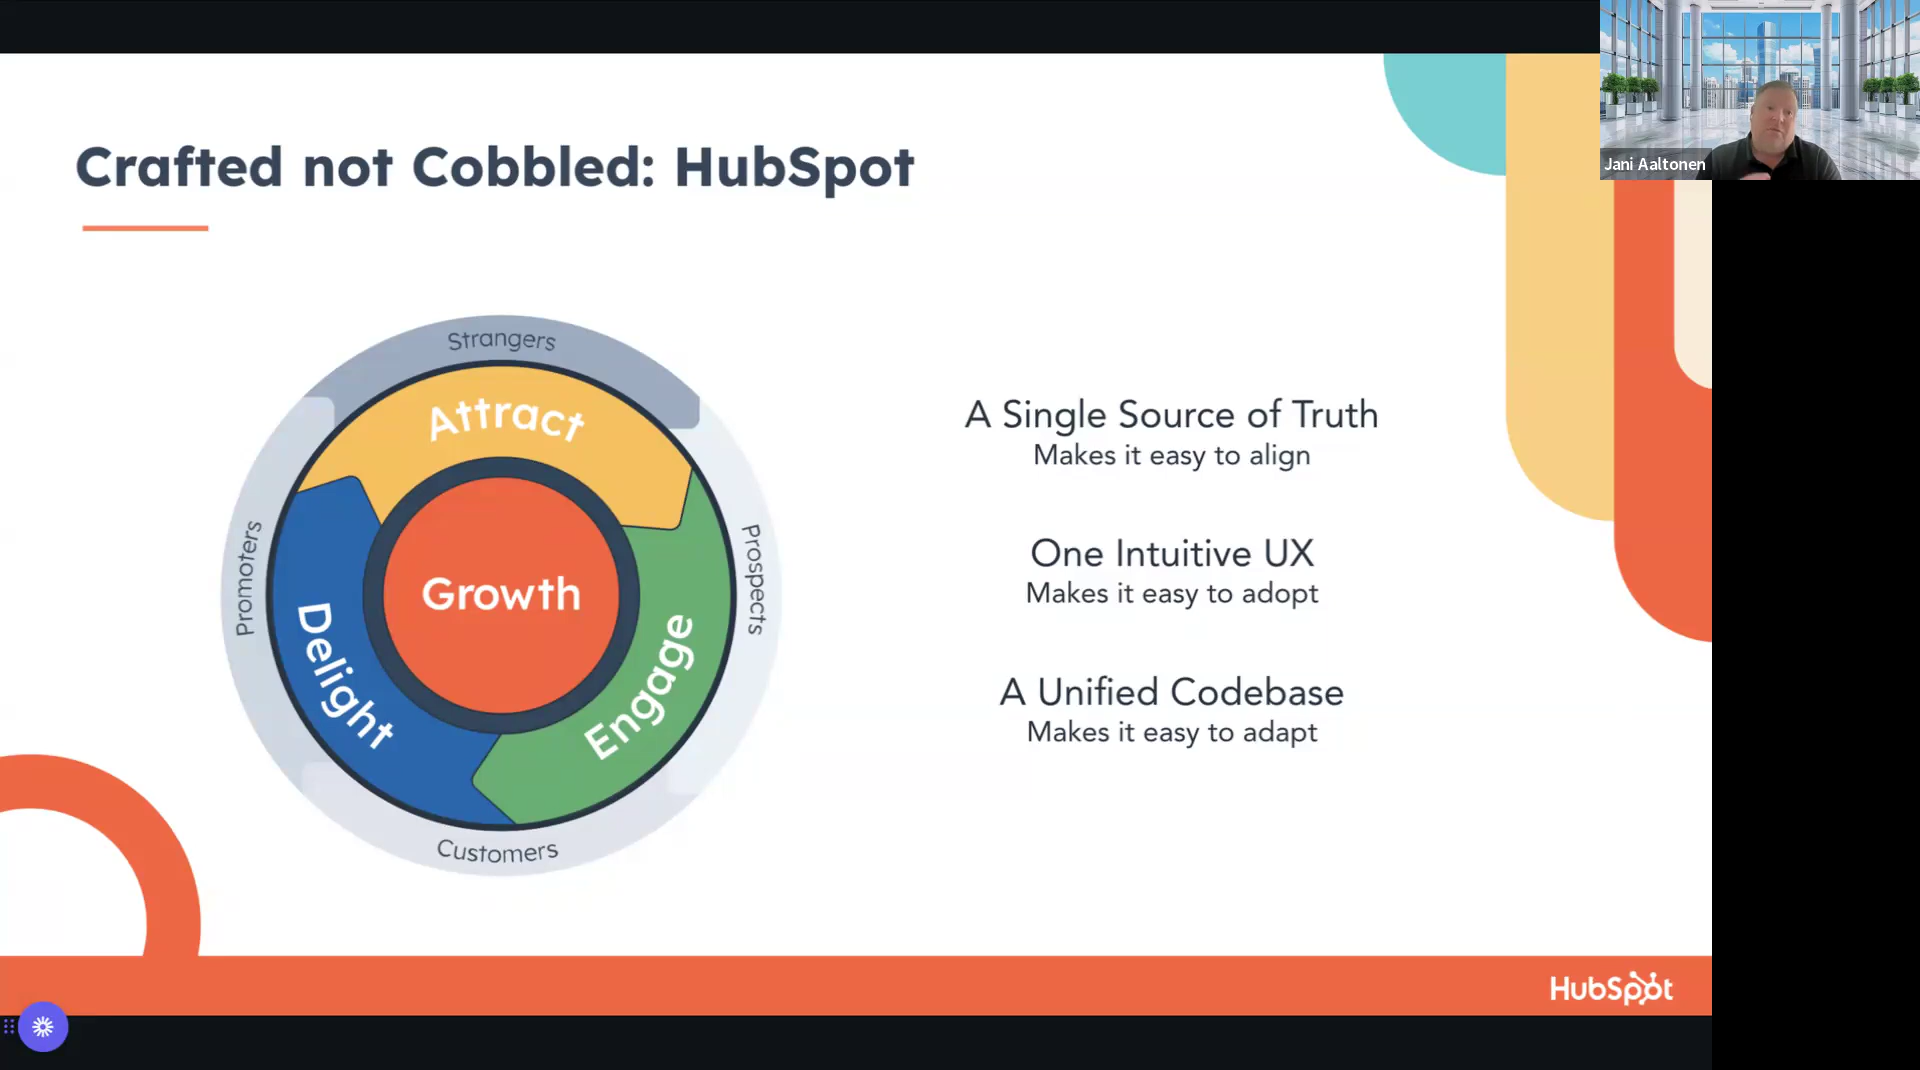 Jani Aaltonen
Crafted not Cobbled: HubSpot
Strangers
Attract
Growth
Promoters
Prospects
Delight
Engage
Customers
A Single Source of Truth
Makes it easy to align
One Intuitive UX
Makes it easy to adopt
A Unified Codebase
Makes it easy to adapt
HubSpot